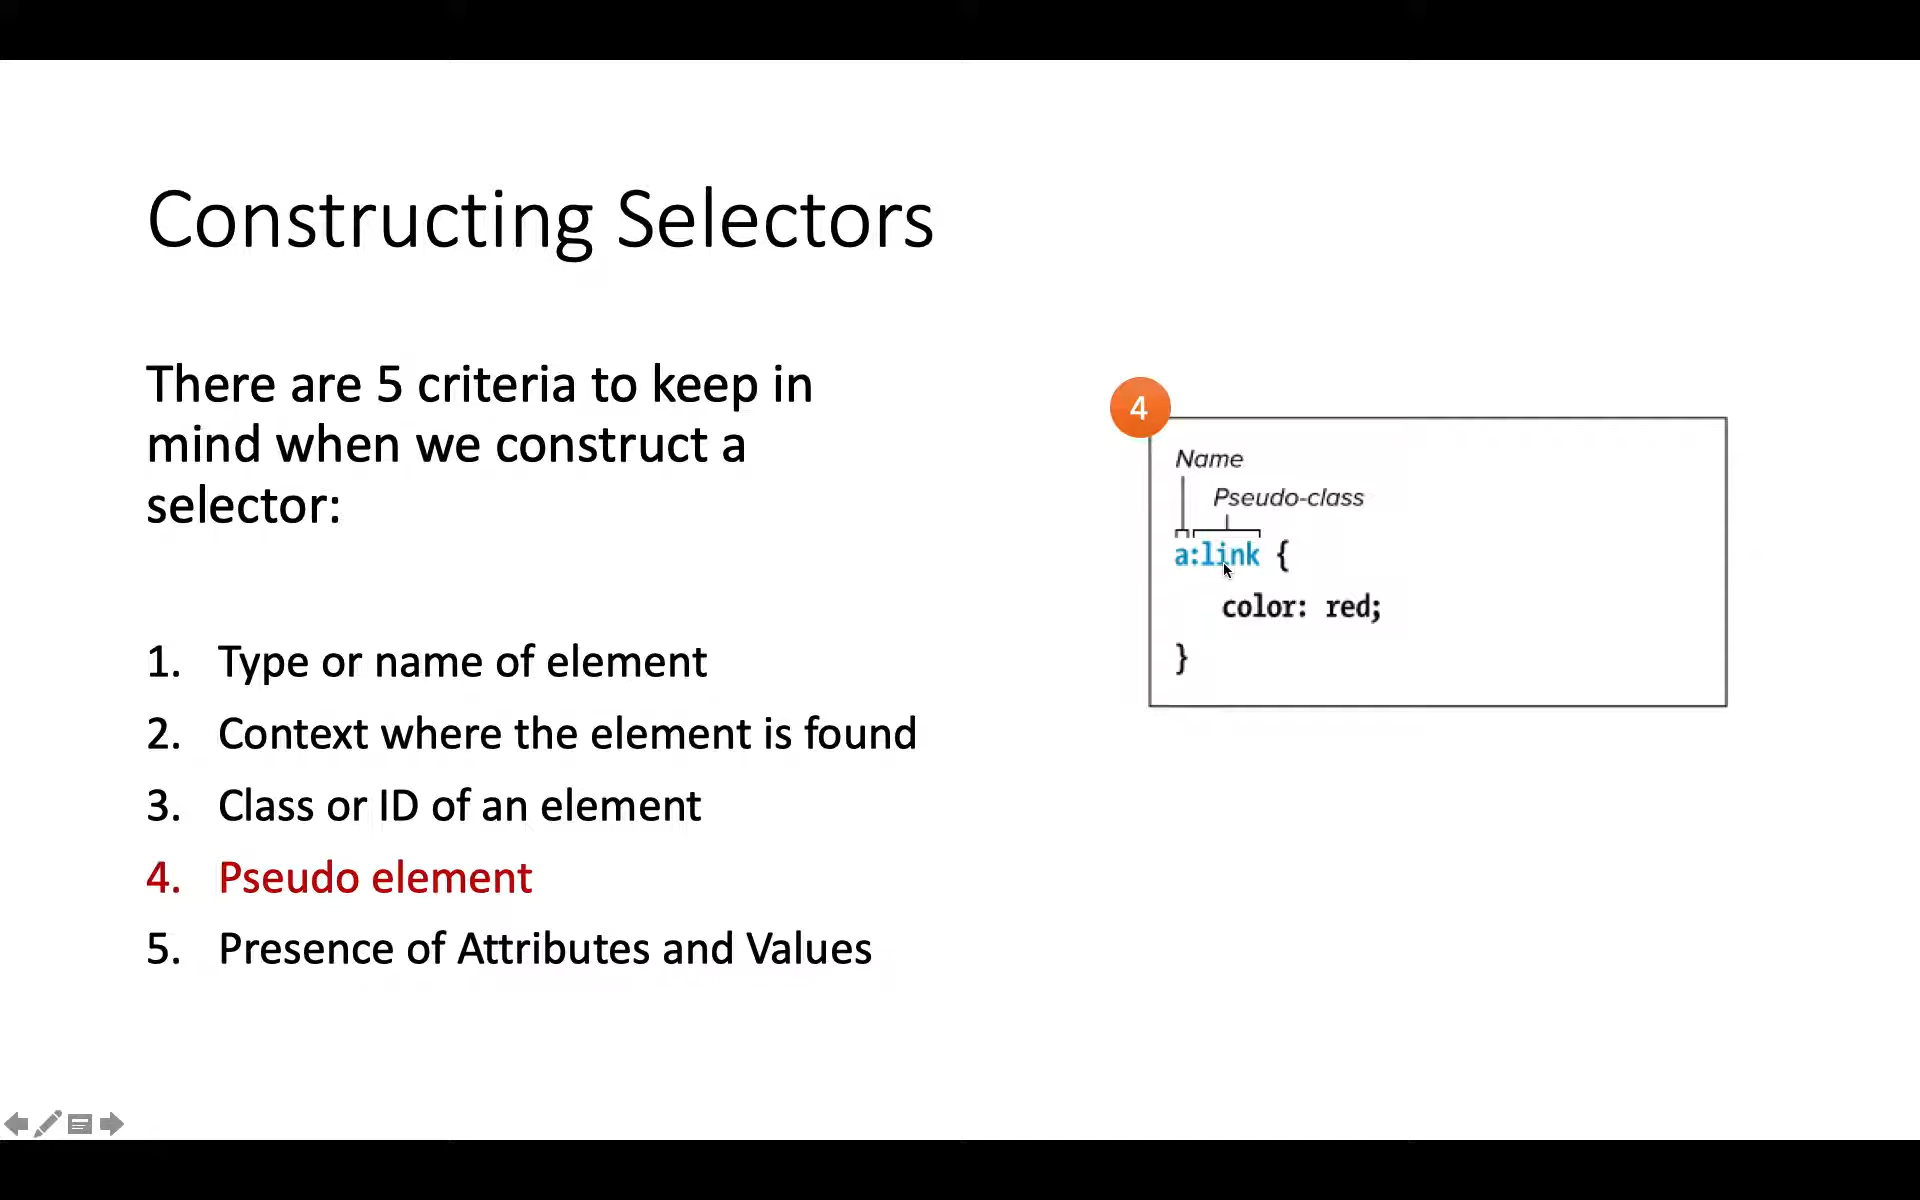 Constructing Selectors
There are 5 criteria to keep in
mind when we construct a
selector:
1. Type or name of element
2. Context where the element is found
3. Class or ID of an element
4. Pseudo element
5. Presence of Attributes and Values
4
Name
Pseudo-class
a:link {
color: red;
}